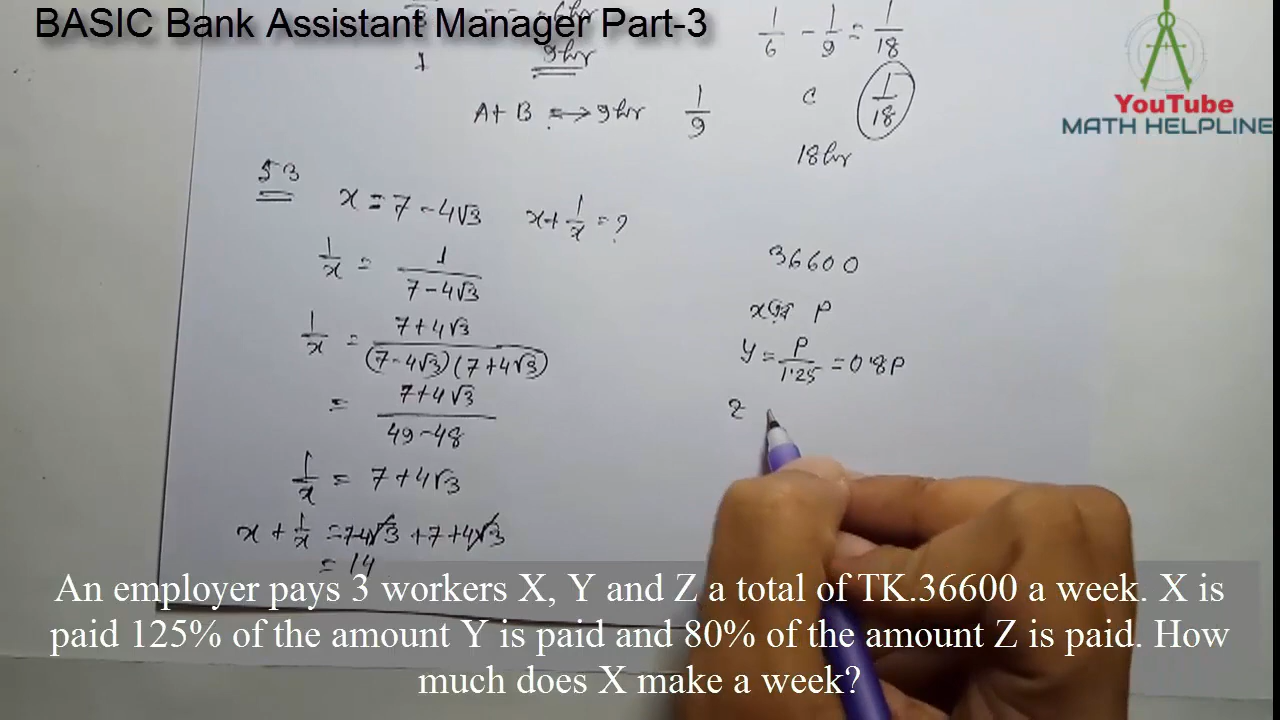 BASIC Bank Assistant Manager Part-3
9hr
1
1/6 - 1/9 = 1/18
A+B => 9hr 1/9
C 1/18
18hr
YouTube
MATH HELPLINE
53
x = 7 - 4√3 x + 1/x = ?
1/x = 1/(7 - 4√3)
1/x = (7 + 4√3)/((7 - 4√3)(7 + 4√3))
= (7 + 4√3)/(49 - 48)
1/x = 7 + 4√3
x + 1/x = 7 - 4√3 + 7 + 4√3
= 14
36600
x এর P
Y = P/1.25 = 0.8P
Z
An employer pays 3 workers X, Y and Z a total of TK.36600 a week. X is
paid 125% of the amount Y is paid and 80% of the amount Z is paid. How
much does X make a week?